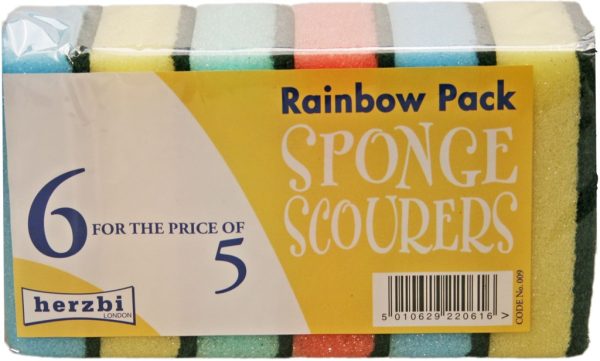 Rainbow Pack
SPONGE
SCOURERS
6 FOR THE PRICE OF
5
herzbi
LONDON
5 010629 220616 V
CODE No. 009